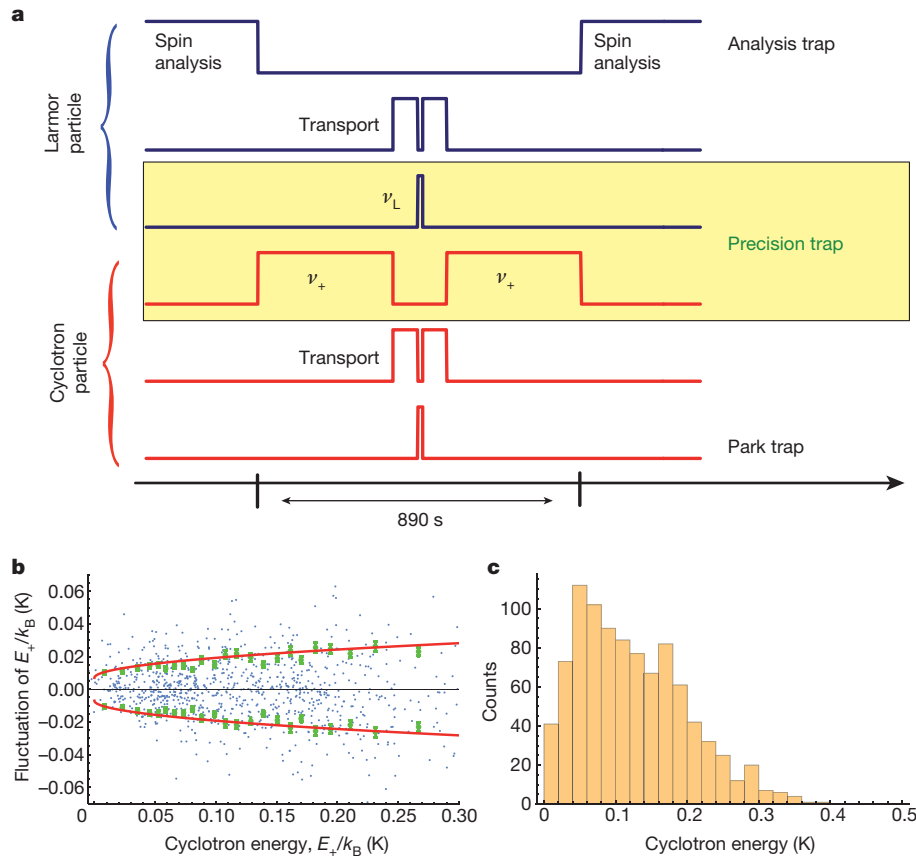 a
Spin
analysis
Spin
analysis
Analysis trap
Larmor
particle
Transport
ν_L
Precision trap
ν_+
ν_+
Cyclotron
particle
Transport
Park trap
890 s
b
0.06
0.04
0.02
0.00
−0.02
−0.04
−0.06
Fluctuation of E_+/k_B (K)
0
0.05
0.10
0.15
0.20
0.25
0.30
Cyclotron energy, E_+/k_B (K)
c
100
80
60
40
20
0
Counts
0
0.1
0.2
0.3
0.4
0.5
Cyclotron energy (K)